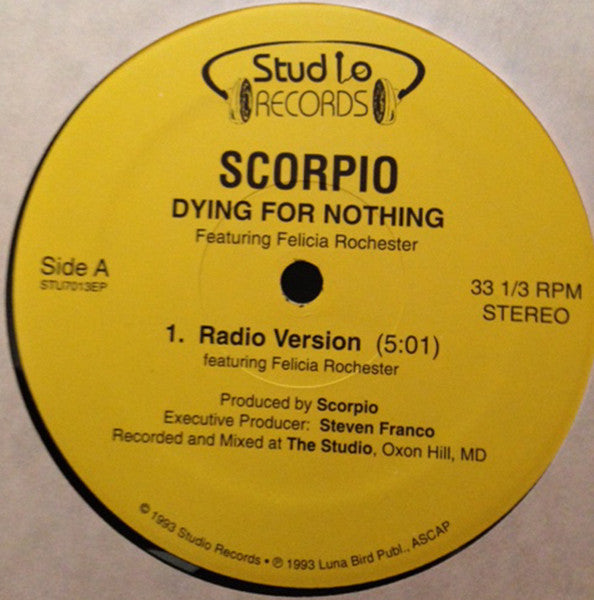 Studio
RECORDS
SCORPIO
DYING FOR NOTHING
Featuring Felicia Rochester
Side A
STU7013EP
33 1/3 RPM
STEREO
1. Radio Version (5:01)
featuring Felicia Rochester
Produced by Scorpio
Executive Producer: Steven Franco
Recorded and Mixed at The Studio, Oxon Hill, MD
© 1993 Studio Records • ℗ 1993 Luna Bird Publ., ASCAP